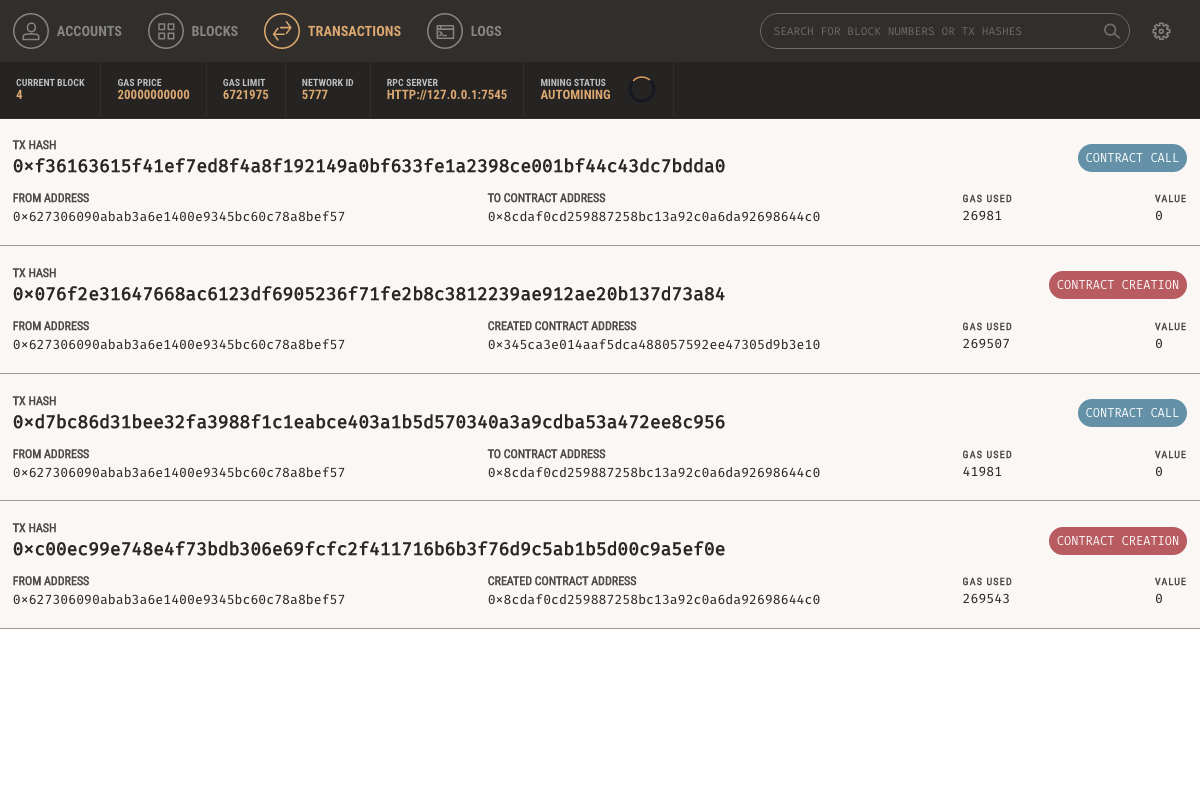 ACCOUNTS BLOCKS TRANSACTIONS LOGS SEARCH FOR BLOCK NUMBERS OR TX HASHES
CURRENT BLOCK GAS PRICE GAS LIMIT NETWORK ID RPC SERVER MINING STATUS
4 20000000000 6721975 5777 HTTP://127.0.0.1:7545 AUTOMINING
TX HASH
0xf36163615f41ef7ed8f4a8f192149a0bf633fe1a2398ce001bf44c43dc7bdda0 CONTRACT CALL
FROM ADDRESS TO CONTRACT ADDRESS GAS USED VALUE
0x627306090abab3a6e1400e9345bc60c78a8bef57 0x8cdaf0cd259887258bc13a92c0a6da92698644c0 26981 0
TX HASH
0x076f2e31647668ac6123df6905236f71fe2b8c3812239ae912ae20b137d73a84 CONTRACT CREATION
FROM ADDRESS CREATED CONTRACT ADDRESS GAS USED VALUE
0x627306090abab3a6e1400e9345bc60c78a8bef57 0x345ca3e014aaf5dca488057592ee47305d9b3e10 269507 0
TX HASH
0xd7bc86d31bee32fa3988f1c1eabce403a1b5d570340a3a9cdba53a472ee8c956 CONTRACT CALL
FROM ADDRESS TO CONTRACT ADDRESS GAS USED VALUE
0x627306090abab3a6e1400e9345bc60c78a8bef57 0x8cdaf0cd259887258bc13a92c0a6da92698644c0 41981 0
TX HASH
0xc00ec99e748e4f73bdb306e69fcfc2f411716b6b3f76d9c5ab1b5d00c9a5ef0e CONTRACT CREATION
FROM ADDRESS CREATED CONTRACT ADDRESS GAS USED VALUE
0x627306090abab3a6e1400e9345bc60c78a8bef57 0x8cdaf0cd259887258bc13a92c0a6da92698644c0 269543 0